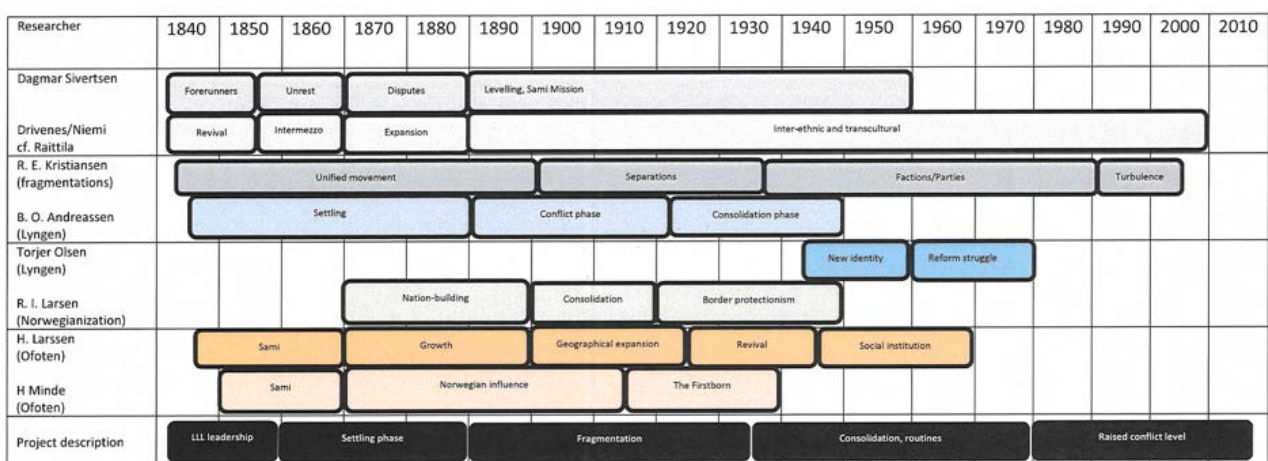 Researcher 1840 1850 1860 1870 1880 1890 1900 1910 1920 1930 1940 1950 1960 1970 1980 1990 2000 2010
Dagmar Sivertsen
Forerunners Unrest Disputes Levelling, Sami Mission
Drivenes/Niemi
cf. Raittila
Revival Intermezzo Expansion Inter-ethnic and transcultural
R. E. Kristiansen
(fragmentations)
Unified movement Separations Factions/Parties Turbulence
B. O. Andreassen
(Lyngen)
Settling Conflict phase Consolidation phase
Torjer Olsen
(Lyngen)
New identity Reform struggle
R. I. Larsen
(Norwegianization)
Nation-building Consolidation Border protectionism
H. Larssen
(Ofoten)
Sami Growth Geographical expansion Revival Social institution
H Minde
(Ofoten)
Sami Norwegian influence The Firstborn
Project description LLL leadership Settling phase Fragmentation Consolidation, routines Raised conflict level